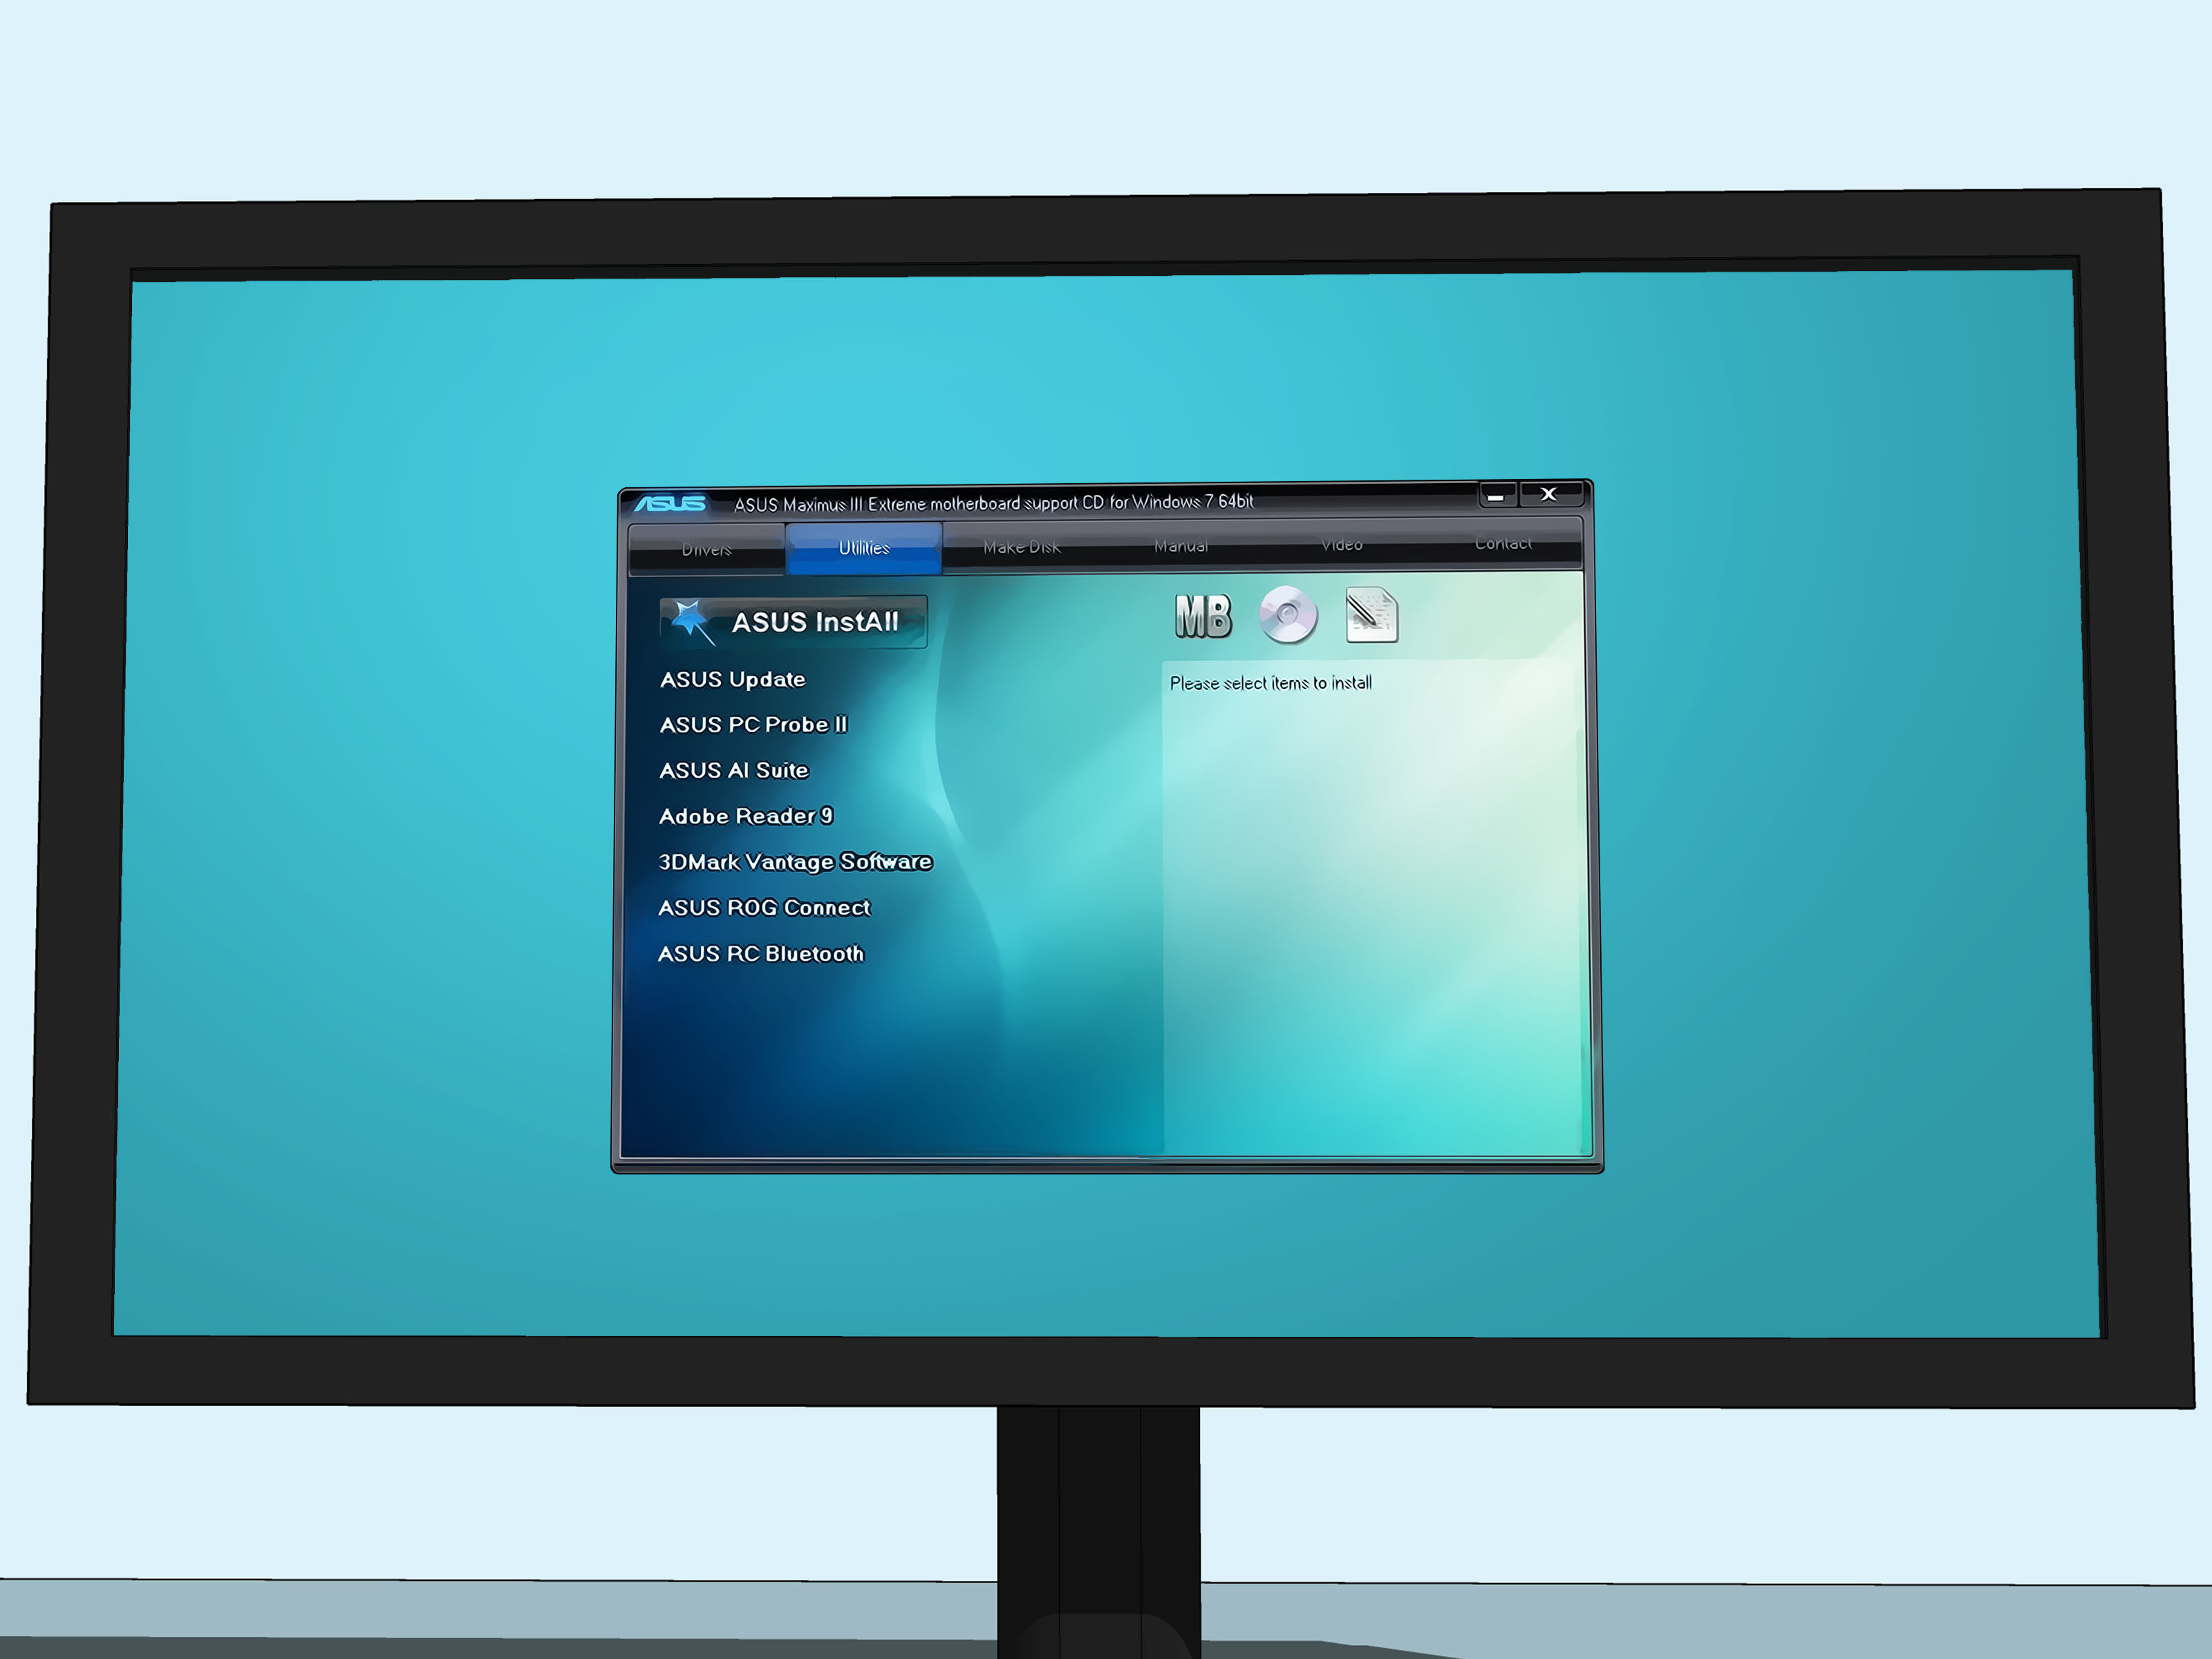 ASUS ASUS Maximus III Extreme motherboard support CD for Windows 7 64bit
Drivers Utilities Make Disk Manual Video Contact
ASUS InstAll
MB
ASUS Update
Please select items to install
ASUS PC Probe II
ASUS AI Suite
Adobe Reader 9
3DMark Vantage Software
ASUS ROG Connect
ASUS RC Bluetooth